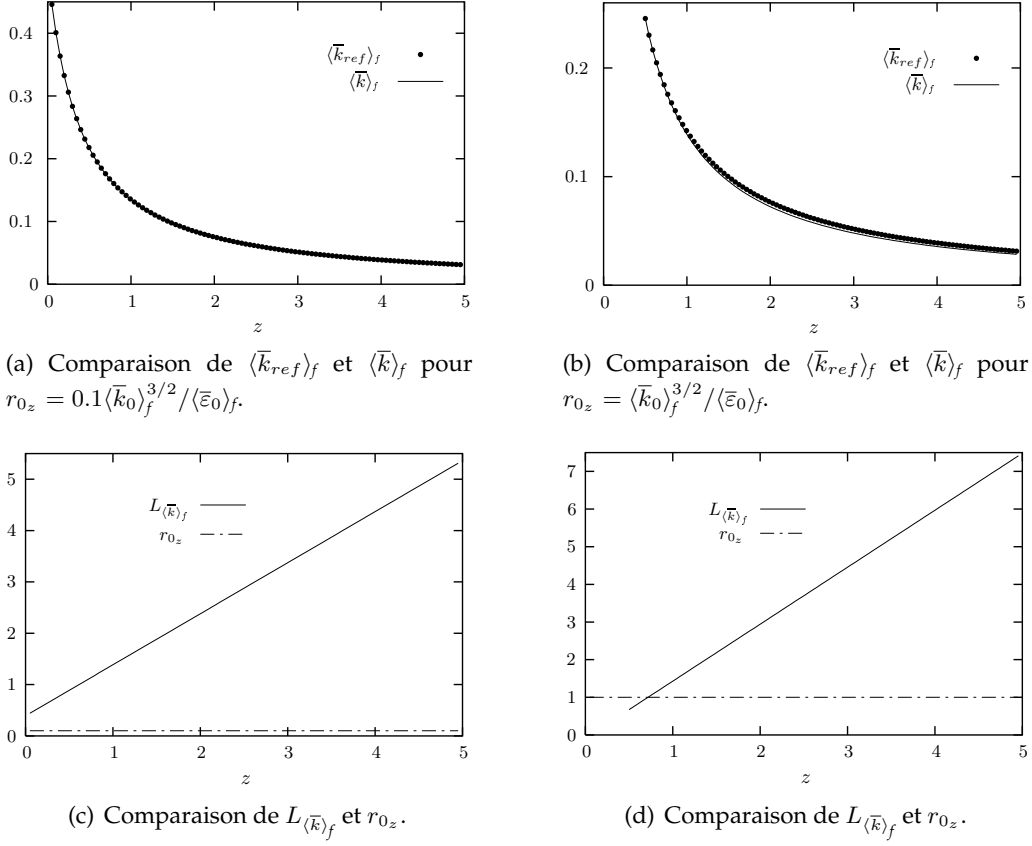 0.4
0.3
0.2
0.1
0
0 1 2 3 4 5
z
⟨k̅_{ref}⟩_f
⟨k̅⟩_f
(a) Comparaison de ⟨k̅_{ref}⟩_f et ⟨k̅⟩_f pour
r_{0_z} = 0.1⟨k̅_0⟩_f^{3/2}/⟨ε̅_0⟩_f.
0.2
0.1
0
0 1 2 3 4 5
z
⟨k̅_{ref}⟩_f
⟨k̅⟩_f
(b) Comparaison de ⟨k̅_{ref}⟩_f et ⟨k̅⟩_f pour
r_{0_z} = ⟨k̅_0⟩_f^{3/2}/⟨ε̅_0⟩_f.
5
4
3
2
1
0
0 1 2 3 4 5
z
L_{⟨k̅⟩_f}
r_{0_z}
(c) Comparaison de L_{⟨k̅⟩_f} et r_{0_z}.
7
6
5
4
3
2
1
0
0 1 2 3 4 5
z
L_{⟨k̅⟩_f}
r_{0_z}
(d) Comparaison de L_{⟨k̅⟩_f} et r_{0_z}.